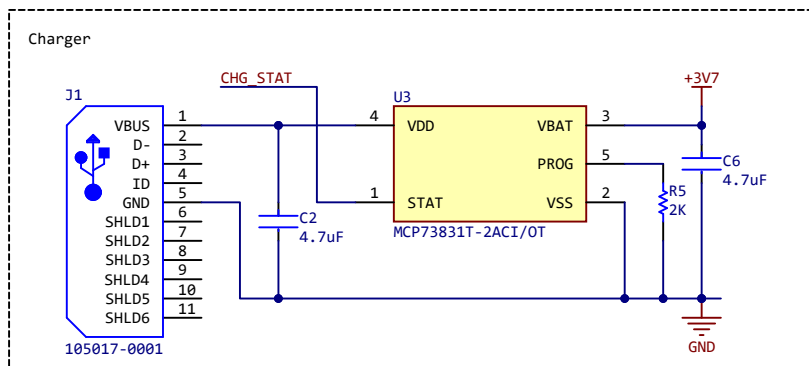 Charger
CHG_STAT
+3V7
J1
U3
VBUS 1
D- 2
D+ 3
ID 4
GND 5
SHLD1 6
SHLD2 7
SHLD3 8
SHLD4 9
SHLD5 10
SHLD6 11
105017-0001
C2
4.7uF
4 VDD VBAT 3
PROG 5
1 STAT VSS 2
MCP73831T-2ACI/OT
R5
2K
C6
4.7uF
GND